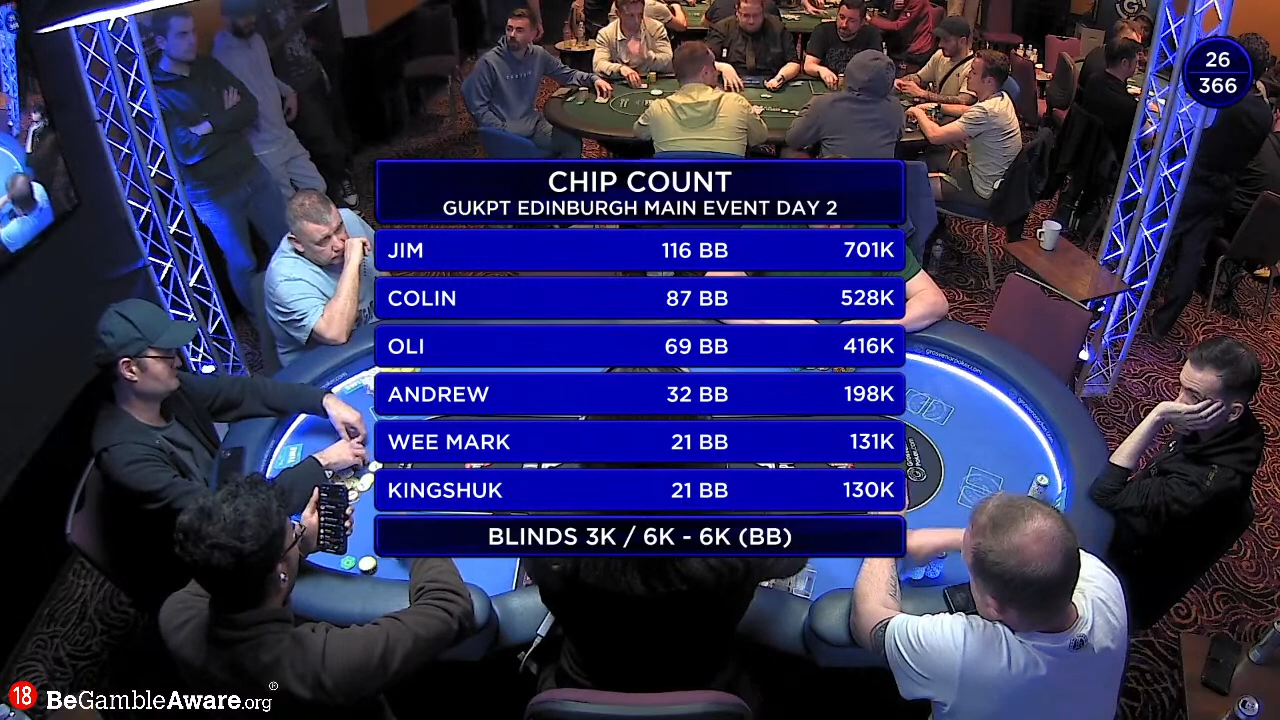 26
366
CHIP COUNT
GUKPT EDINBURGH MAIN EVENT DAY 2
JIM 116 BB 701K
COLIN 87 BB 528K
OLI 69 BB 416K
ANDREW 32 BB 198K
WEE MARK 21 BB 131K
KINGSHUK 21 BB 130K
BLINDS 3K / 6K - 6K (BB)
18 BeGambleAware.org®